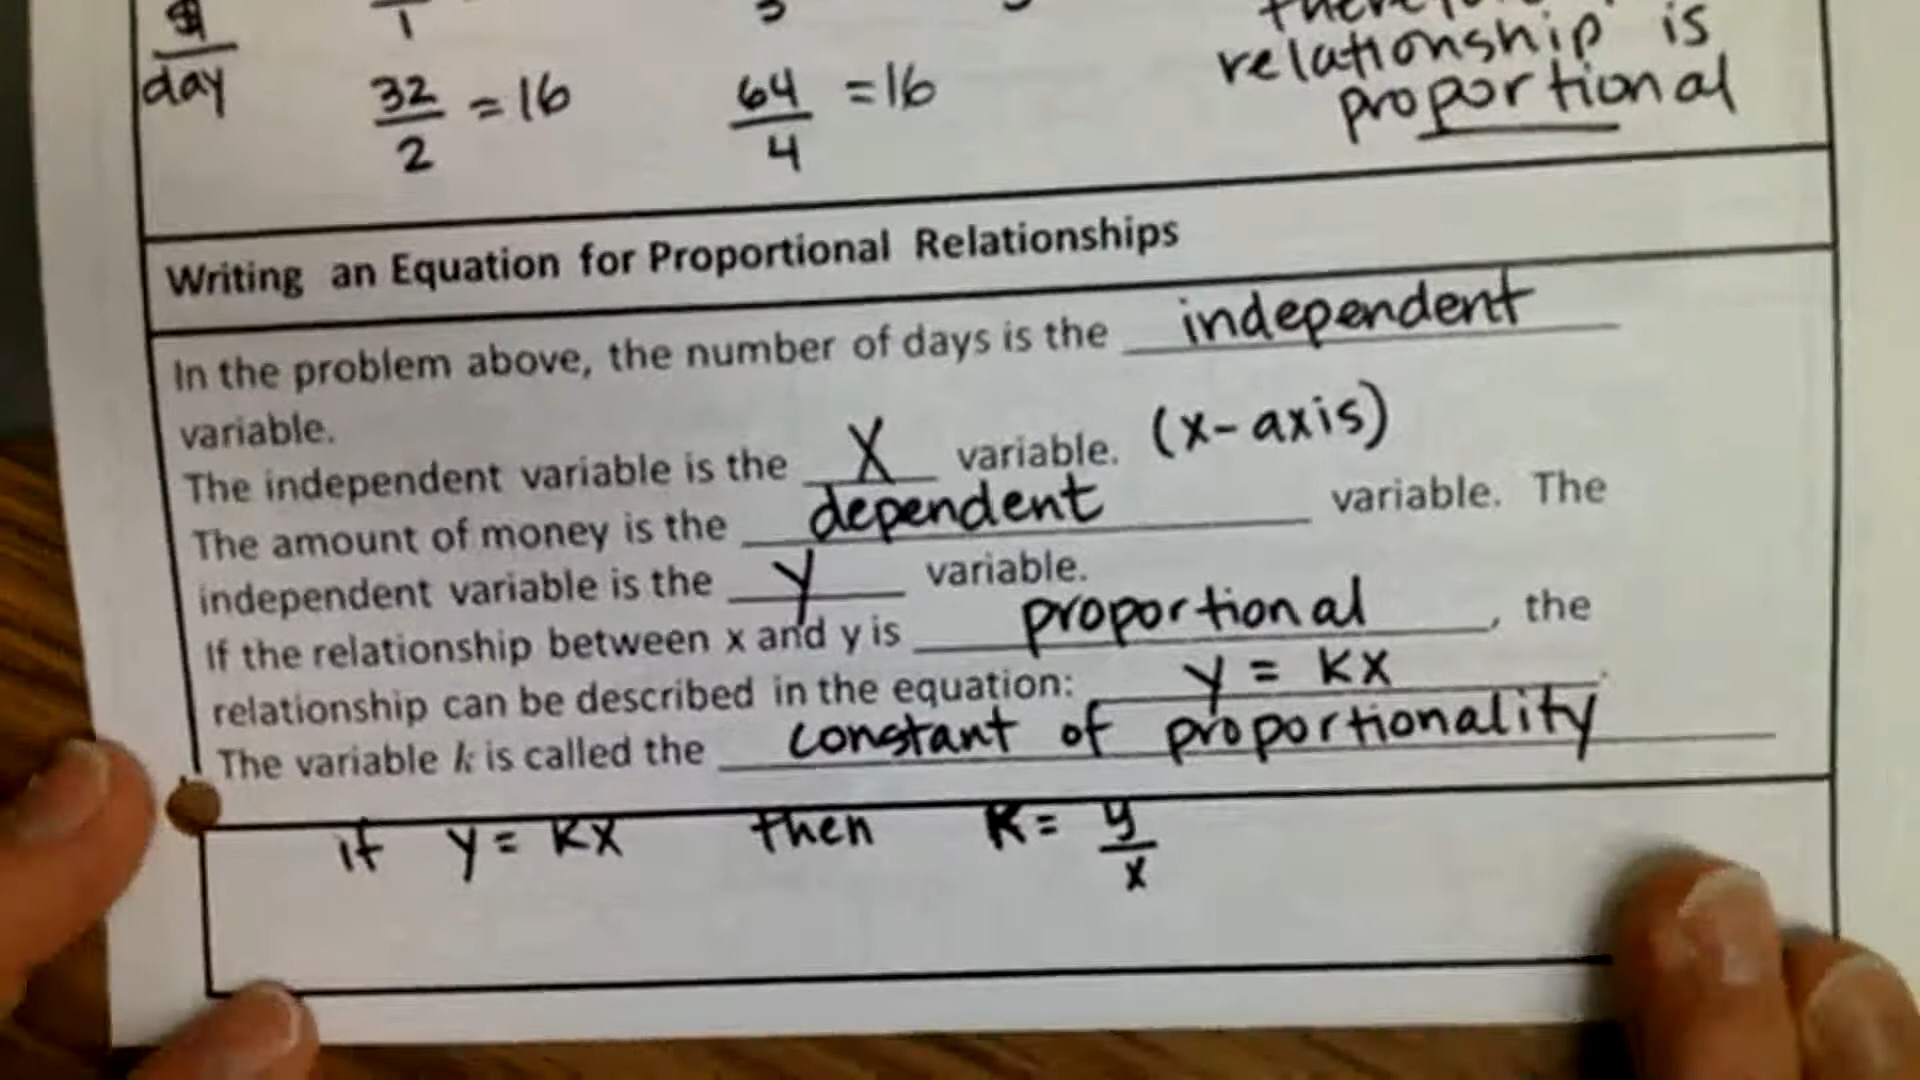 $ 1 3
therefore
day 32/2 = 16 64/4 = 16 relationship is
proportional
Writing an Equation for Proportional Relationships
In the problem above, the number of days is the independent
variable.
The independent variable is the X variable. (x-axis)
The amount of money is the dependent variable. The
independent variable is the y variable.
If the relationship between x and y is proportional, the
relationship can be described in the equation: y = kx.
The variable k is called the constant of proportionality
if y = kx then k = y/x